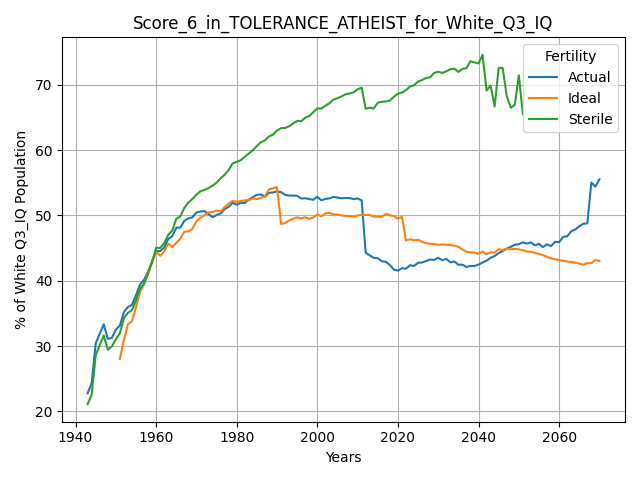 Score_6_in_TOLERANCE_ATHEIST_for_White_Q3_IQ
% of White Q3_IQ Population
70
60
50
40
30
20
Fertility
Actual
Ideal
Sterile
1940 1960 1980 2000 2020 2040 2060
Years